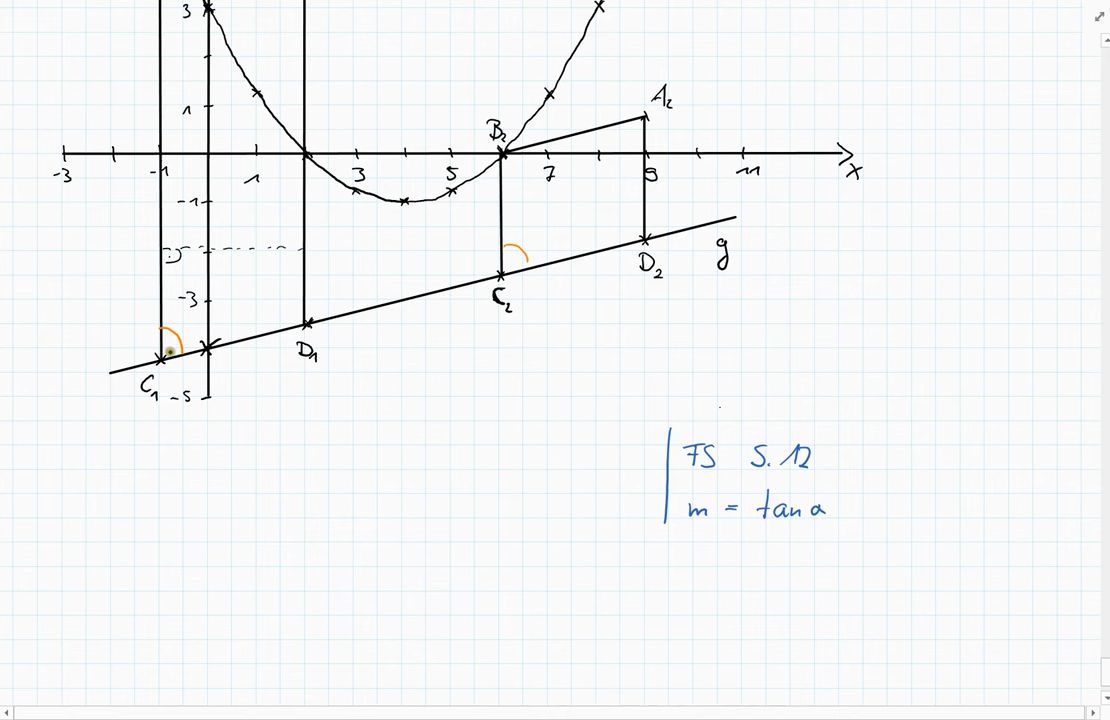 3
A₂
1
B₂
-3
-1
1
3
5
7
9
11
x
-1
g
D₂
-3
C₂
D₁
C₁
-5
FS S. 12
m = tan α